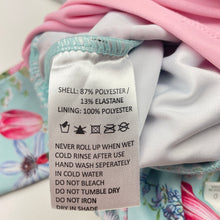 SHELL: 87% POLYESTER /
13% ELASTANE
LINING: 100% POLYESTER
NEVER ROLL UP WHEN WET
COLD RINSE AFTER USE
HAND WASH SEPERATELY
IN COLD WATER
DO NOT BLEACH
DO NOT TUMBLE DRY
DO NOT IRON
DRY IN SHADE